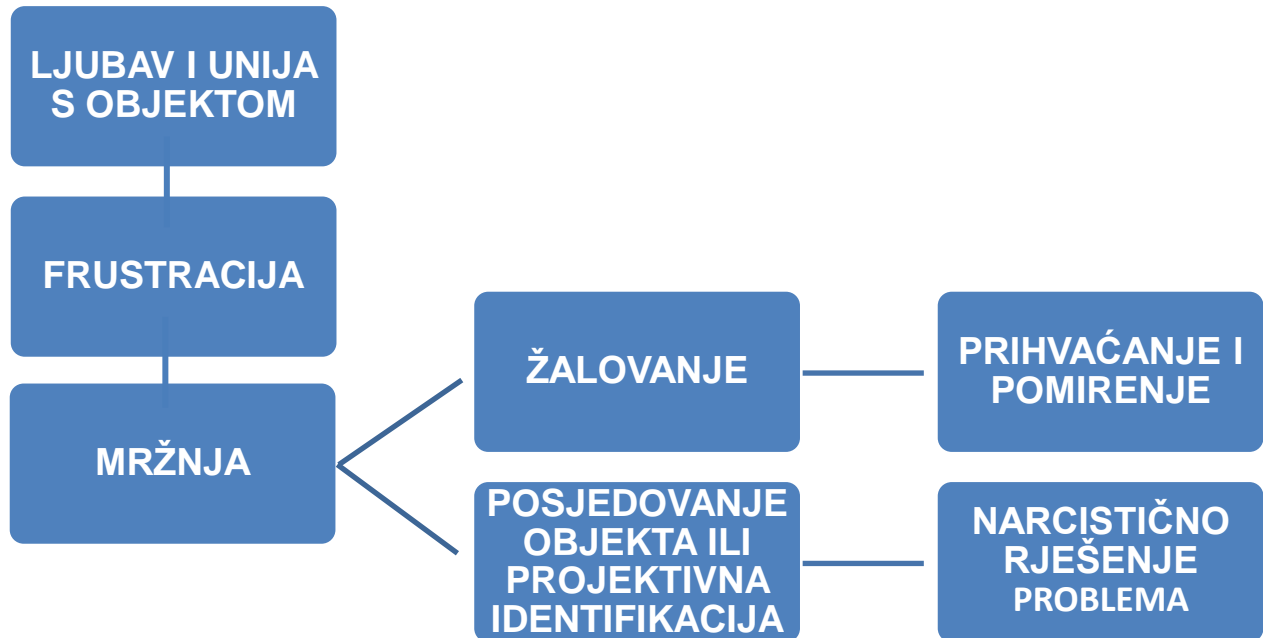 LJUBAV I UNIJA
S OBJEKTOM
FRUSTRACIJA
MRŽNJA
ŽALOVANJE
PRIHVAĆANJE I
POMIRENJE
POSJEDOVANJE
OBJEKTA ILI
PROJEKTIVNA
IDENTIFIKACIJA
NARCISTIČNO
RJEŠENJE
PROBLEMA